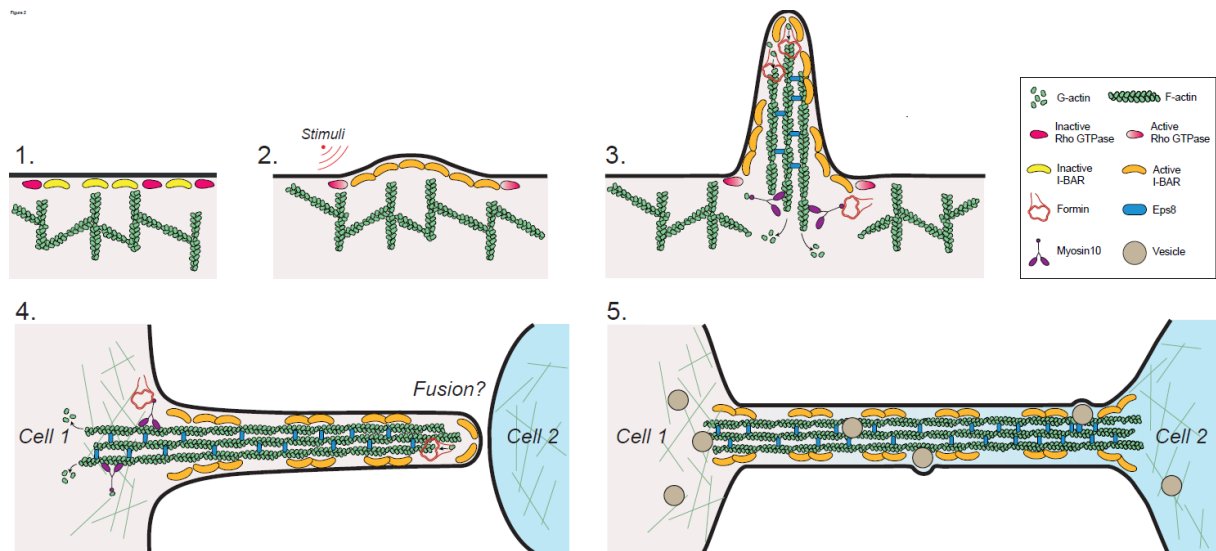 Figure 2
1.
2.
Stimuli
3.
G-actin
F-actin
Inactive
Rho GTPase
Active
Rho GTPase
Inactive
I-BAR
Active
I-BAR
Formin
Eps8
Myosin10
Vesicle
4.
Fusion?
Cell 1
Cell 2
5.
Cell 1
Cell 2